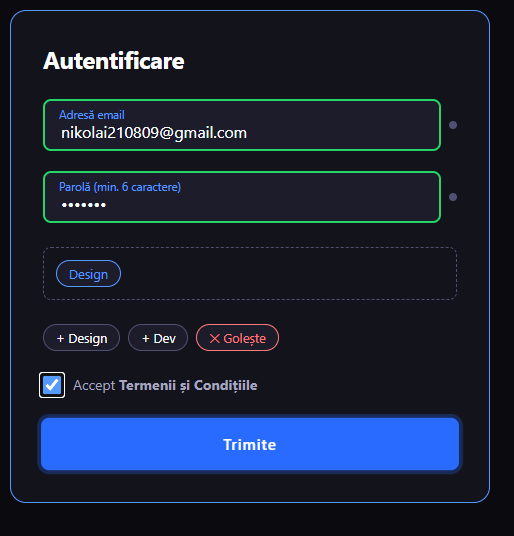 Autentificare
Adresă email
nikolai210809@gmail.com
Parolă (min. 6 caractere)
•••••••
Design
+ Design + Dev × Golește
Accept Termenii și Condițiile
Trimite